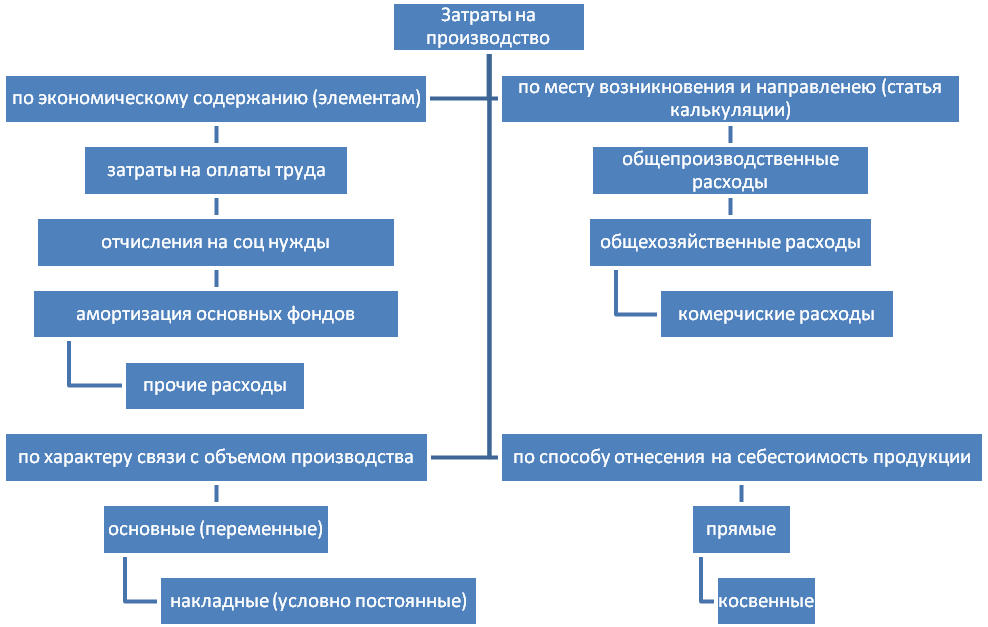 Затраты на
производство
по экономическому содержанию (элементам)
затраты на оплаты труда
отчисления на соц нужды
амортизация основных фондов
прочие расходы
по месту возникновения и направленею (статья
калькуляции)
общепроизводственные
расходы
общехозяйственные расходы
комерчиские расходы
по характеру связи с объемом производства
основные (переменные)
накладные (условно постоянные)
по способу отнесения на себестоимость продукции
прямые
косвенные